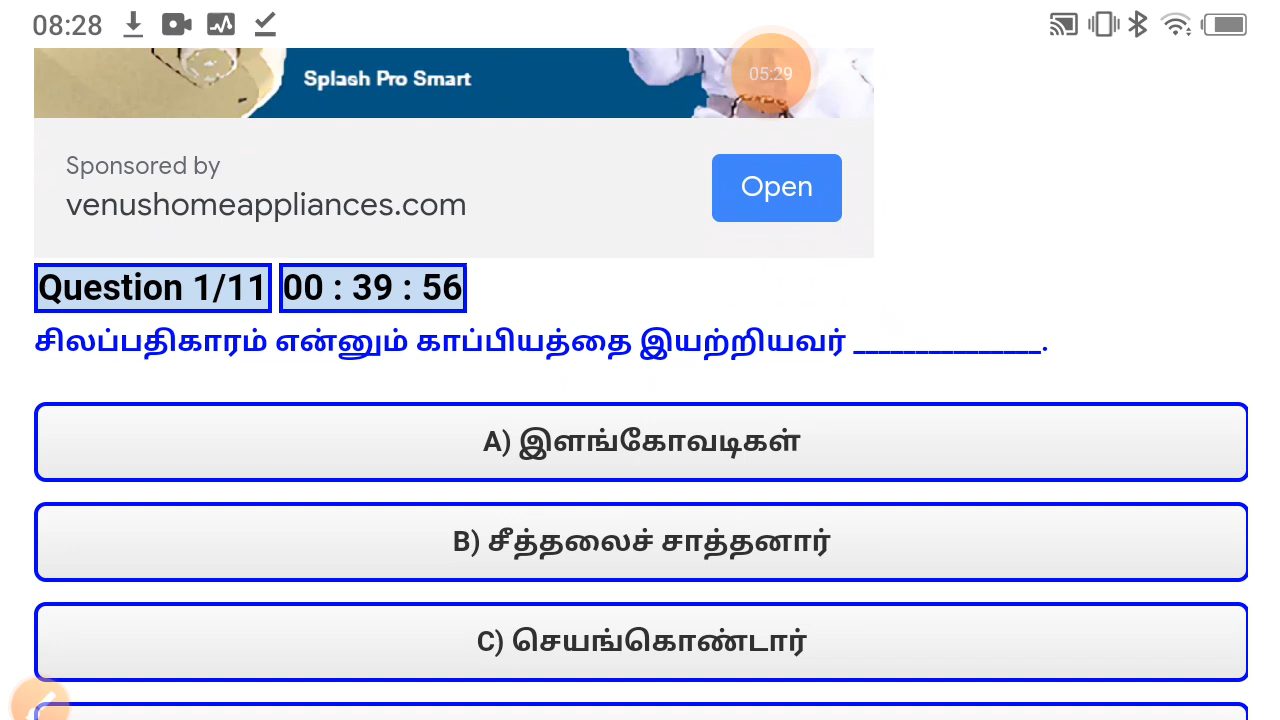 08:28
Splash Pro Smart
05:29
Sponsored by
venushomeappliances.com
Open
Question 1/11 00 : 39 : 56
சிலப்பதிகாரம் என்னும் காப்பியத்தை இயற்றியவர் _______________.
A) இளங்கோவடிகள்
B) சீத்தலைச் சாத்தனார்
C) செயங்கொண்டார்